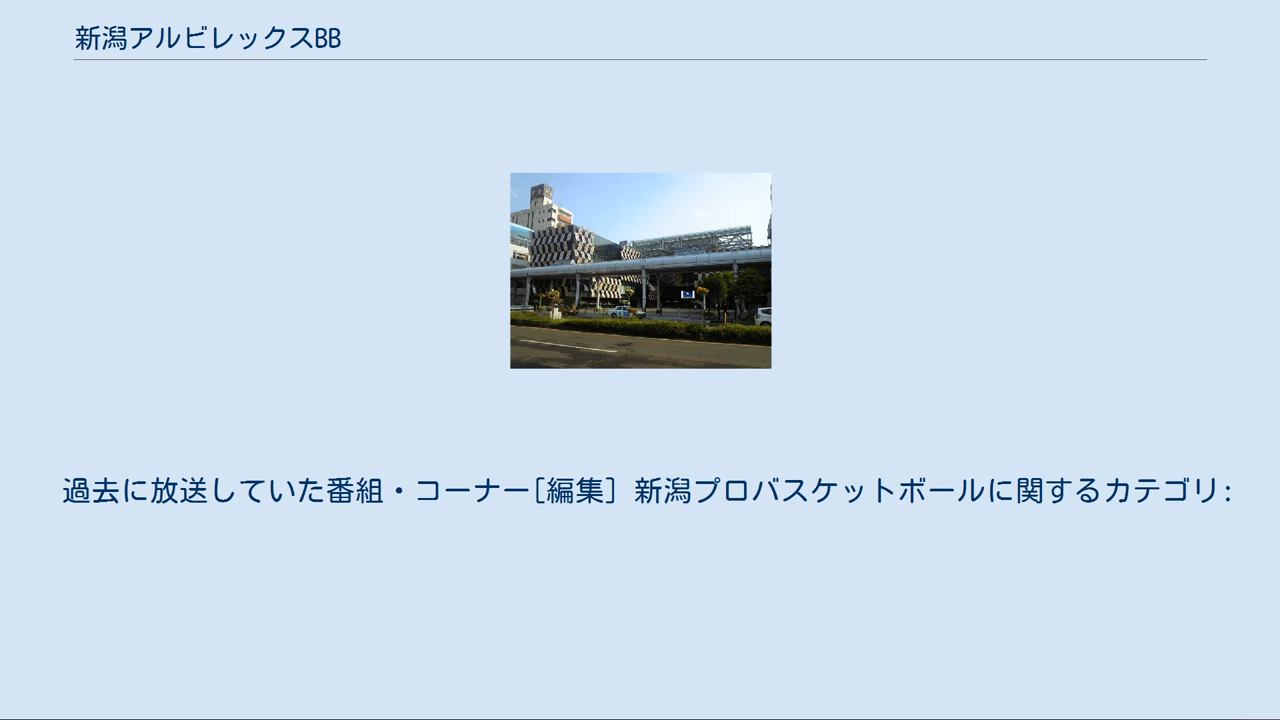 新潟アルビレックスBB
過去に放送していた番組・コーナー[編集] 新潟プロバスケットボールに関するカテゴリ: